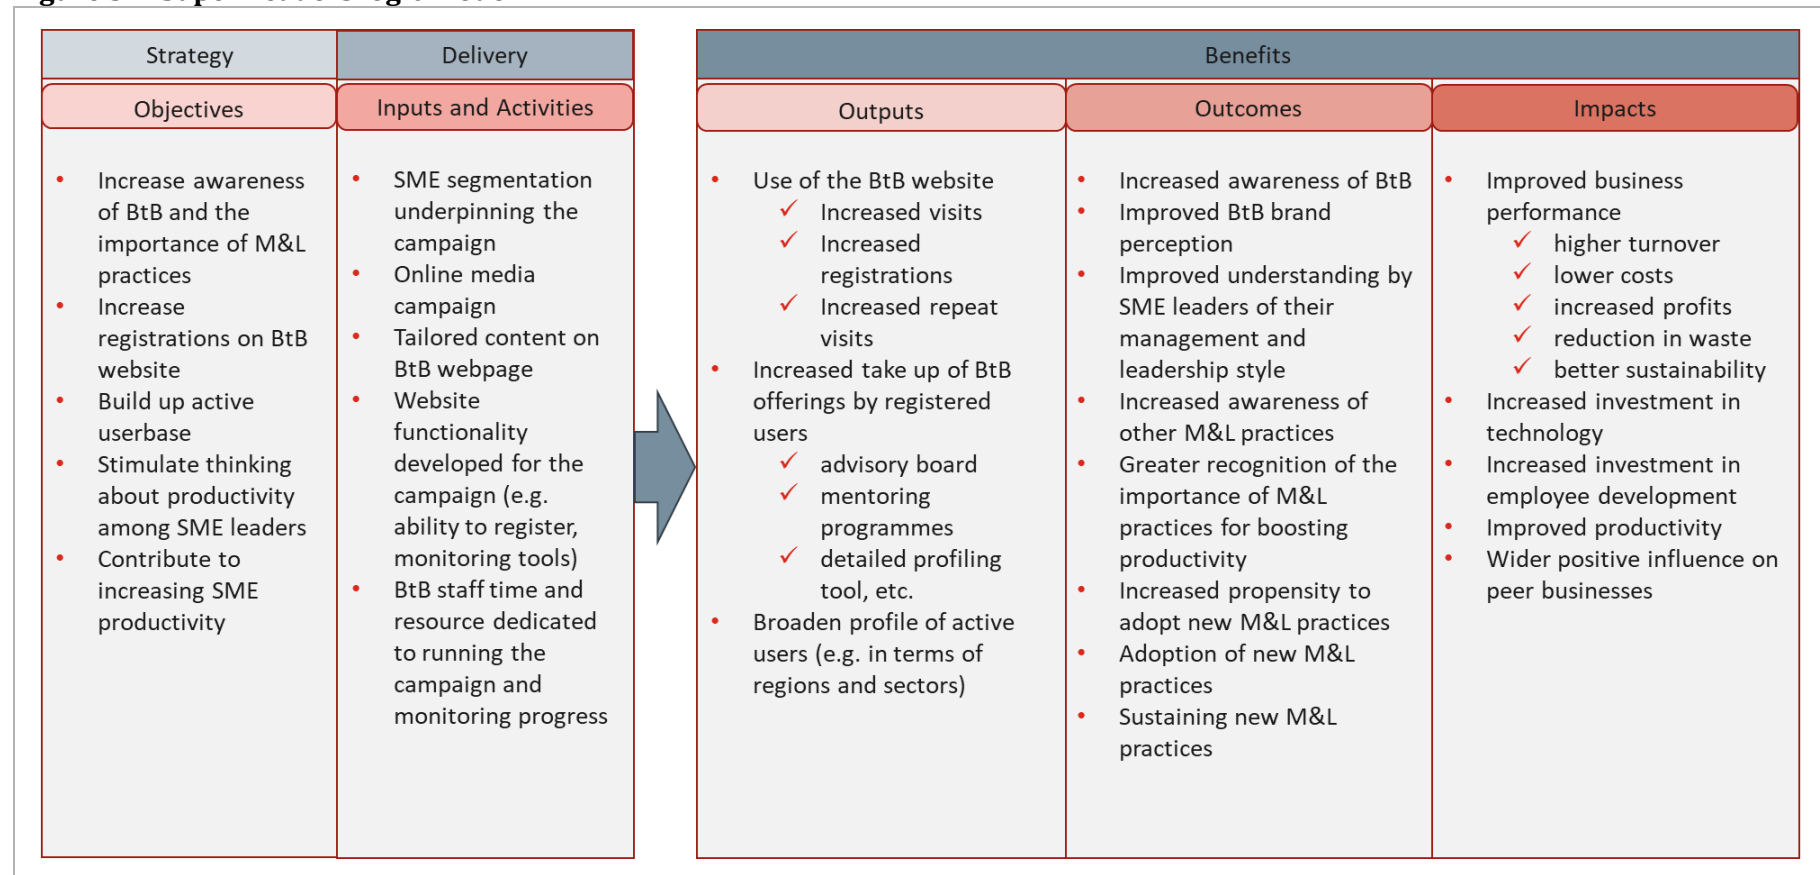 Strategy
Delivery
Benefits
Objectives
Inputs and Activities
Outputs
Outcomes
Impacts
• Increase awareness
of BtB and the
importance of M&L
practices
• Increase
registrations on BtB
website
• Build up active
userbase
• Stimulate thinking
about productivity
among SME leaders
• Contribute to
increasing SME
productivity
• SME segmentation
underpinning the
campaign
• Online media
campaign
• Tailored content on
BtB webpage
• Website
functionality
developed for the
campaign (e.g.
ability to register,
monitoring tools)
• BtB staff time and
resource dedicated
to running the
campaign and
monitoring progress
• Use of the BtB website
✓ Increased visits
✓ Increased
registrations
✓ Increased repeat
visits
• Increased take up of BtB
offerings by registered
users
✓ advisory board
✓ mentoring
programmes
✓ detailed profiling
tool, etc.
• Broaden profile of active
users (e.g. in terms of
regions and sectors)
• Increased awareness of BtB
• Improved BtB brand
perception
• Improved understanding by
SME leaders of their
management and
leadership style
• Increased awareness of
other M&L practices
• Greater recognition of the
importance of M&L
practices for boosting
productivity
• Increased propensity to
adopt new M&L practices
• Adoption of new M&L
practices
• Sustaining new M&L
practices
• Improved business
performance
✓ higher turnover
✓ lower costs
✓ increased profits
✓ reduction in waste
✓ better sustainability
• Increased investment in
technology
• Increased investment in
employee development
• Improved productivity
• Wider positive influence on
peer businesses